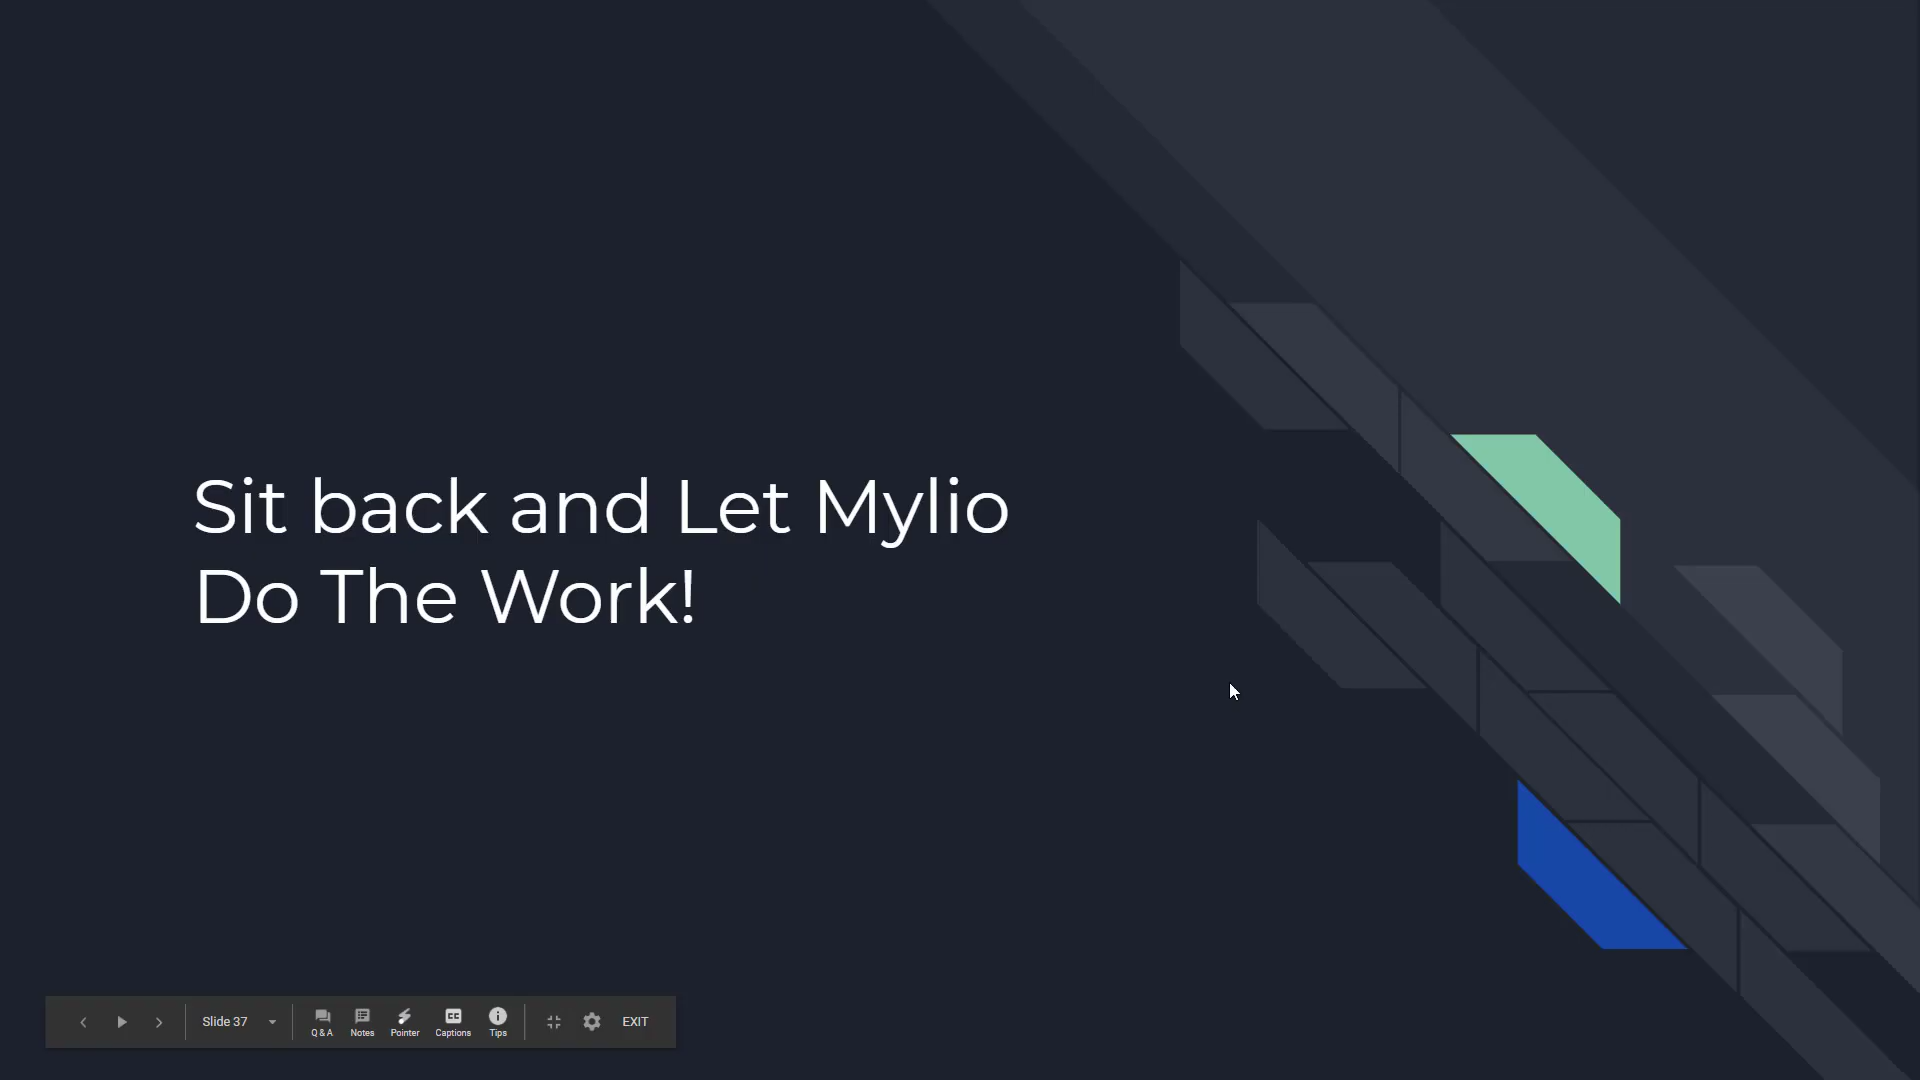 Sit back and Let Mylio
Do The Work!
Slide 37
Q & A
Notes
Pointer
Captions
Tips
EXIT